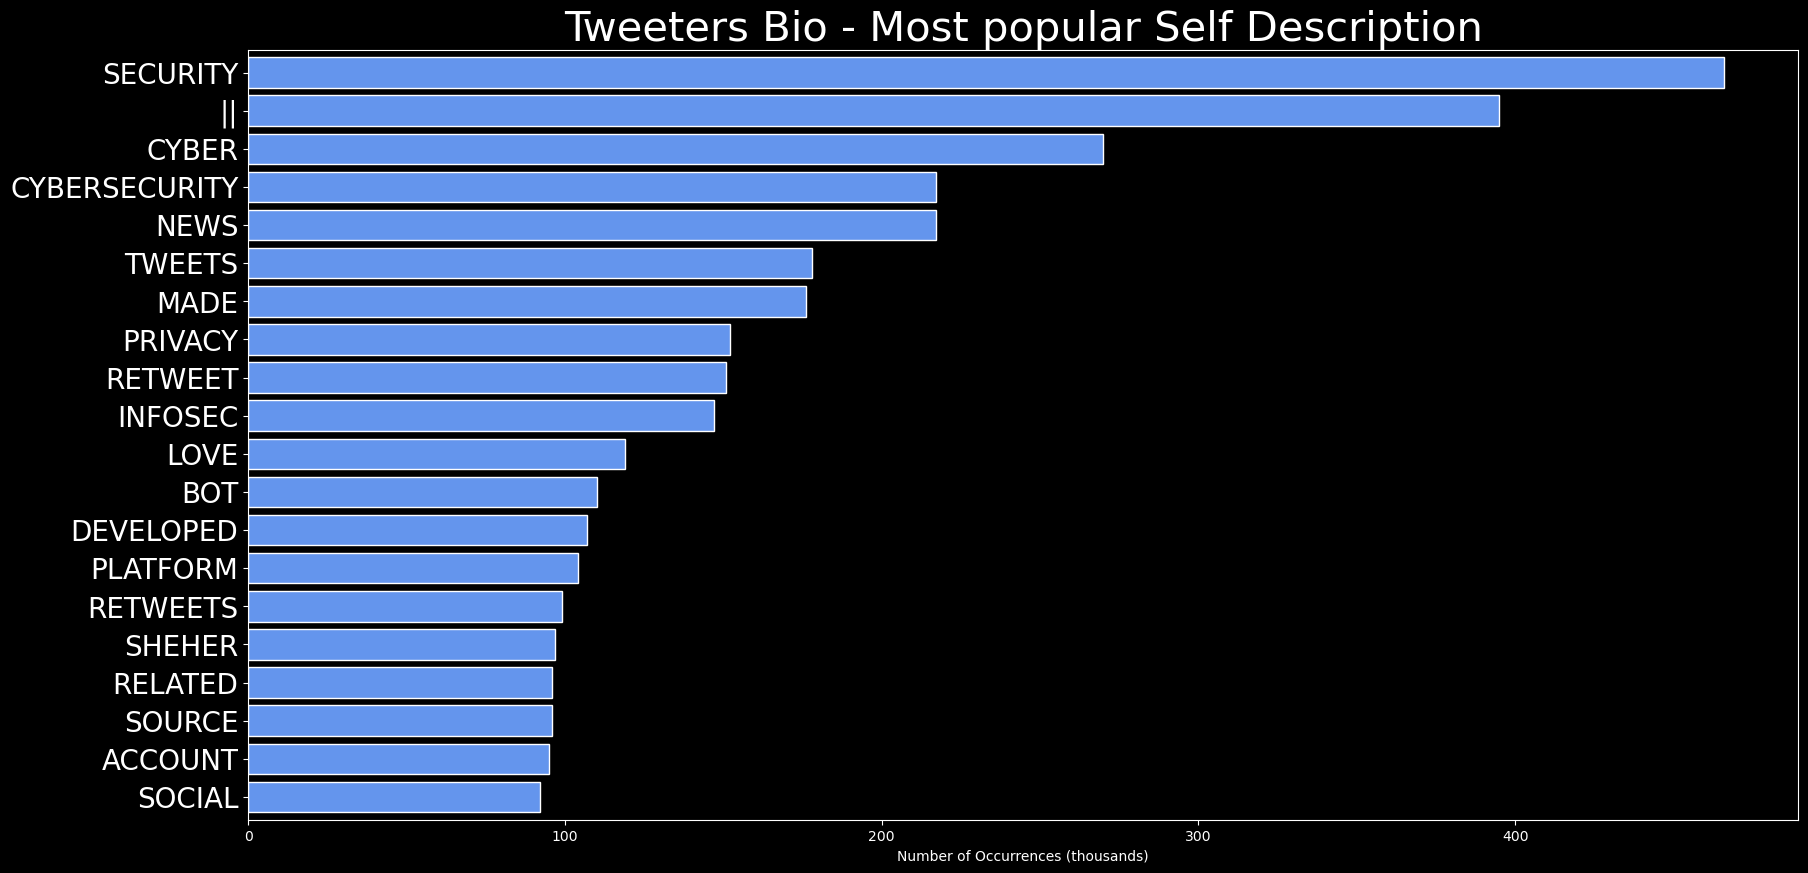 Tweeters Bio - Most popular Self Description
SECURITY
||
CYBER
CYBERSECURITY
NEWS
TWEETS
MADE
PRIVACY
RETWEET
INFOSEC
LOVE
BOT
DEVELOPED
PLATFORM
RETWEETS
SHEHER
RELATED
SOURCE
ACCOUNT
SOCIAL
0 100 200 300 400
Number of Occurrences (thousands)